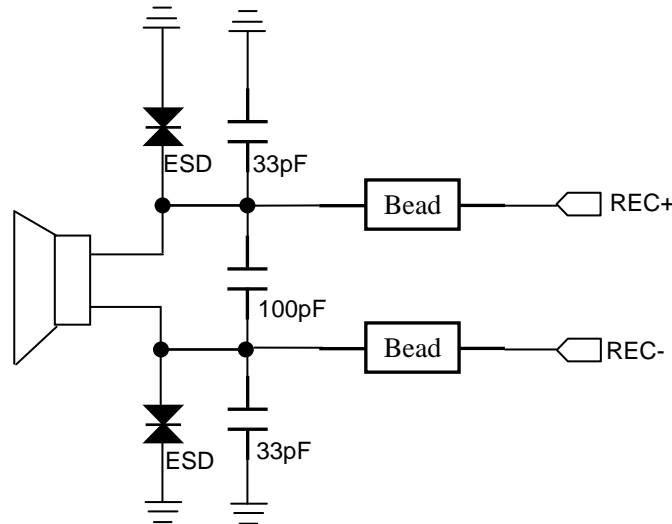 ESD
33pF
Bead
REC+
100pF
Bead
REC-
ESD
33pF